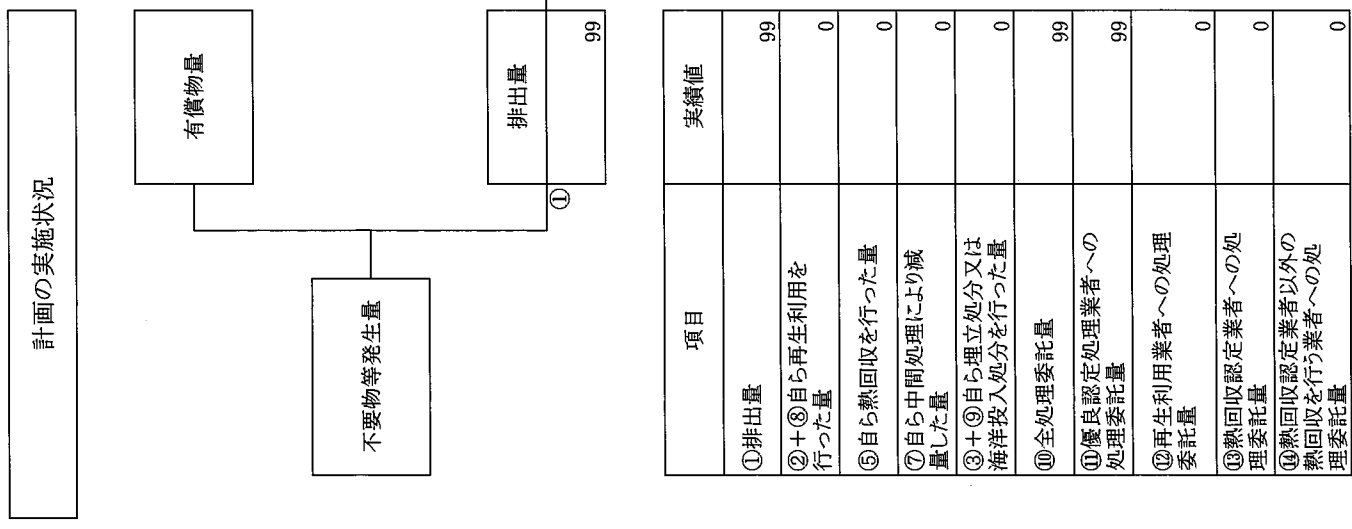 計画の実施状況
有償物量
不要物等発生量
排出量
①
99
項目
実績値
①排出量
99
②+⑧自ら再生利用を
行った量
0
⑤自ら熱回収を行った量
0
⑦自ら中間処理により減
量した量
0
③+⑨自ら埋立処分又は
海洋投入処分を行った量
0
⑩全処理委託量
99
⑪優良認定処理業者への
処理委託量
99
⑫再生利用業者への処理
委託量
0
⑬熱回収認定業者への処
理委託量
0
⑭熱回収認定業者以外の
熱回収を行う業者への処
理委託量
0